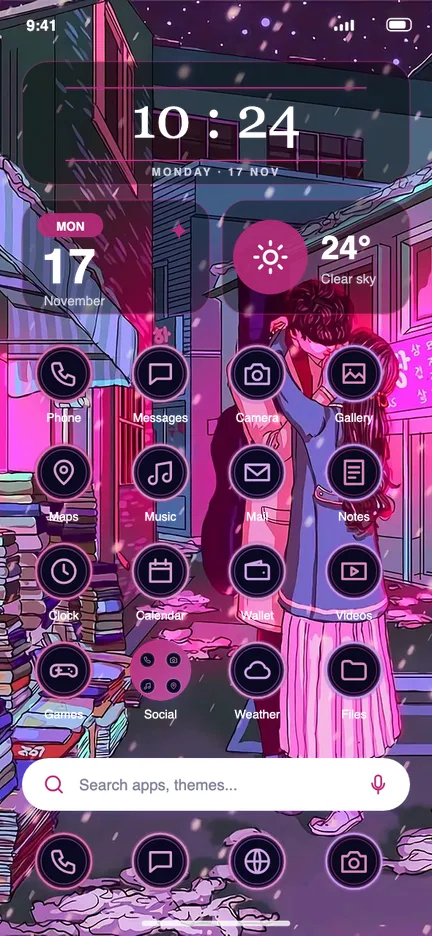 9:41
10 : 24
MONDAY · 17 NOV
MON
17
November
24°
Clear sky
상
Phone
Messages
Camera
Gallery
Maps
Music
Mail
Notes
Clock
Calendar
Wallet
Videos
Games
Social
Weather
Files
Search apps, themes...